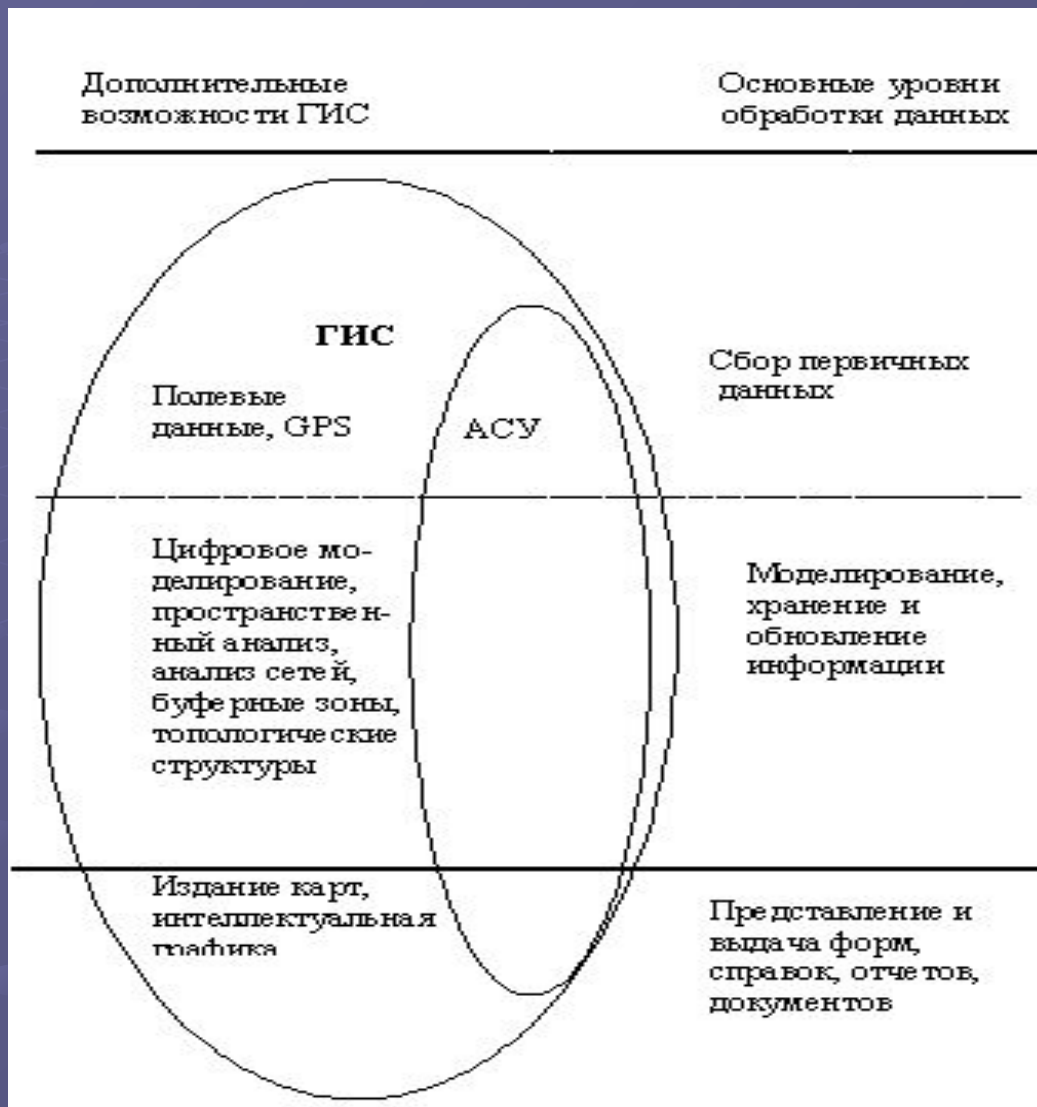 Дополнительные
возможности ГИС
Основные уровни
обработки данных
ГИС
Полевые
данные, GPS
АСУ
Сбор первичных
данных
Цифровое мо-
делирование,
пространствен-
ный анализ,
анализ сетей,
буферные зоны,
топологические
структуры
Моделирование,
хранение и
обновление
информации
Издание карт,
интеллектуальная
графика
Представление и
выдача форм,
справок, отчетов,
документов